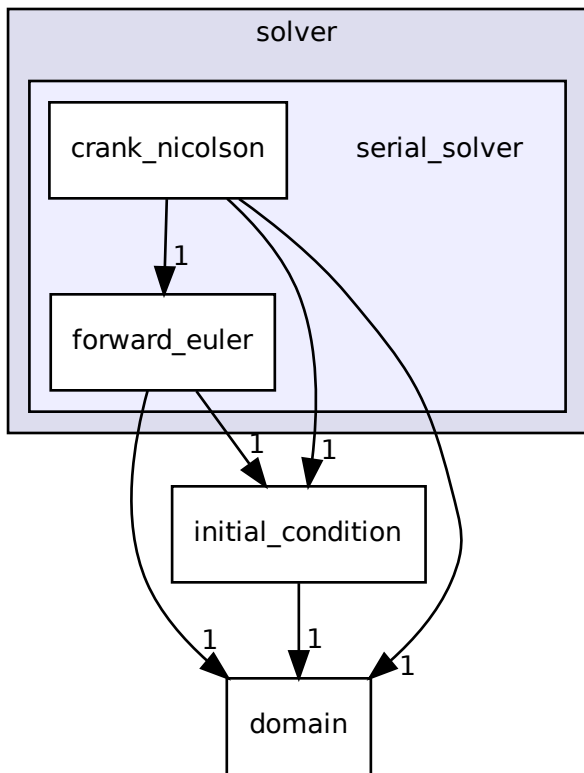 solver
crank_nicolson
serial_solver
1
forward_euler
1
1
initial_condition
1
1
1
domain